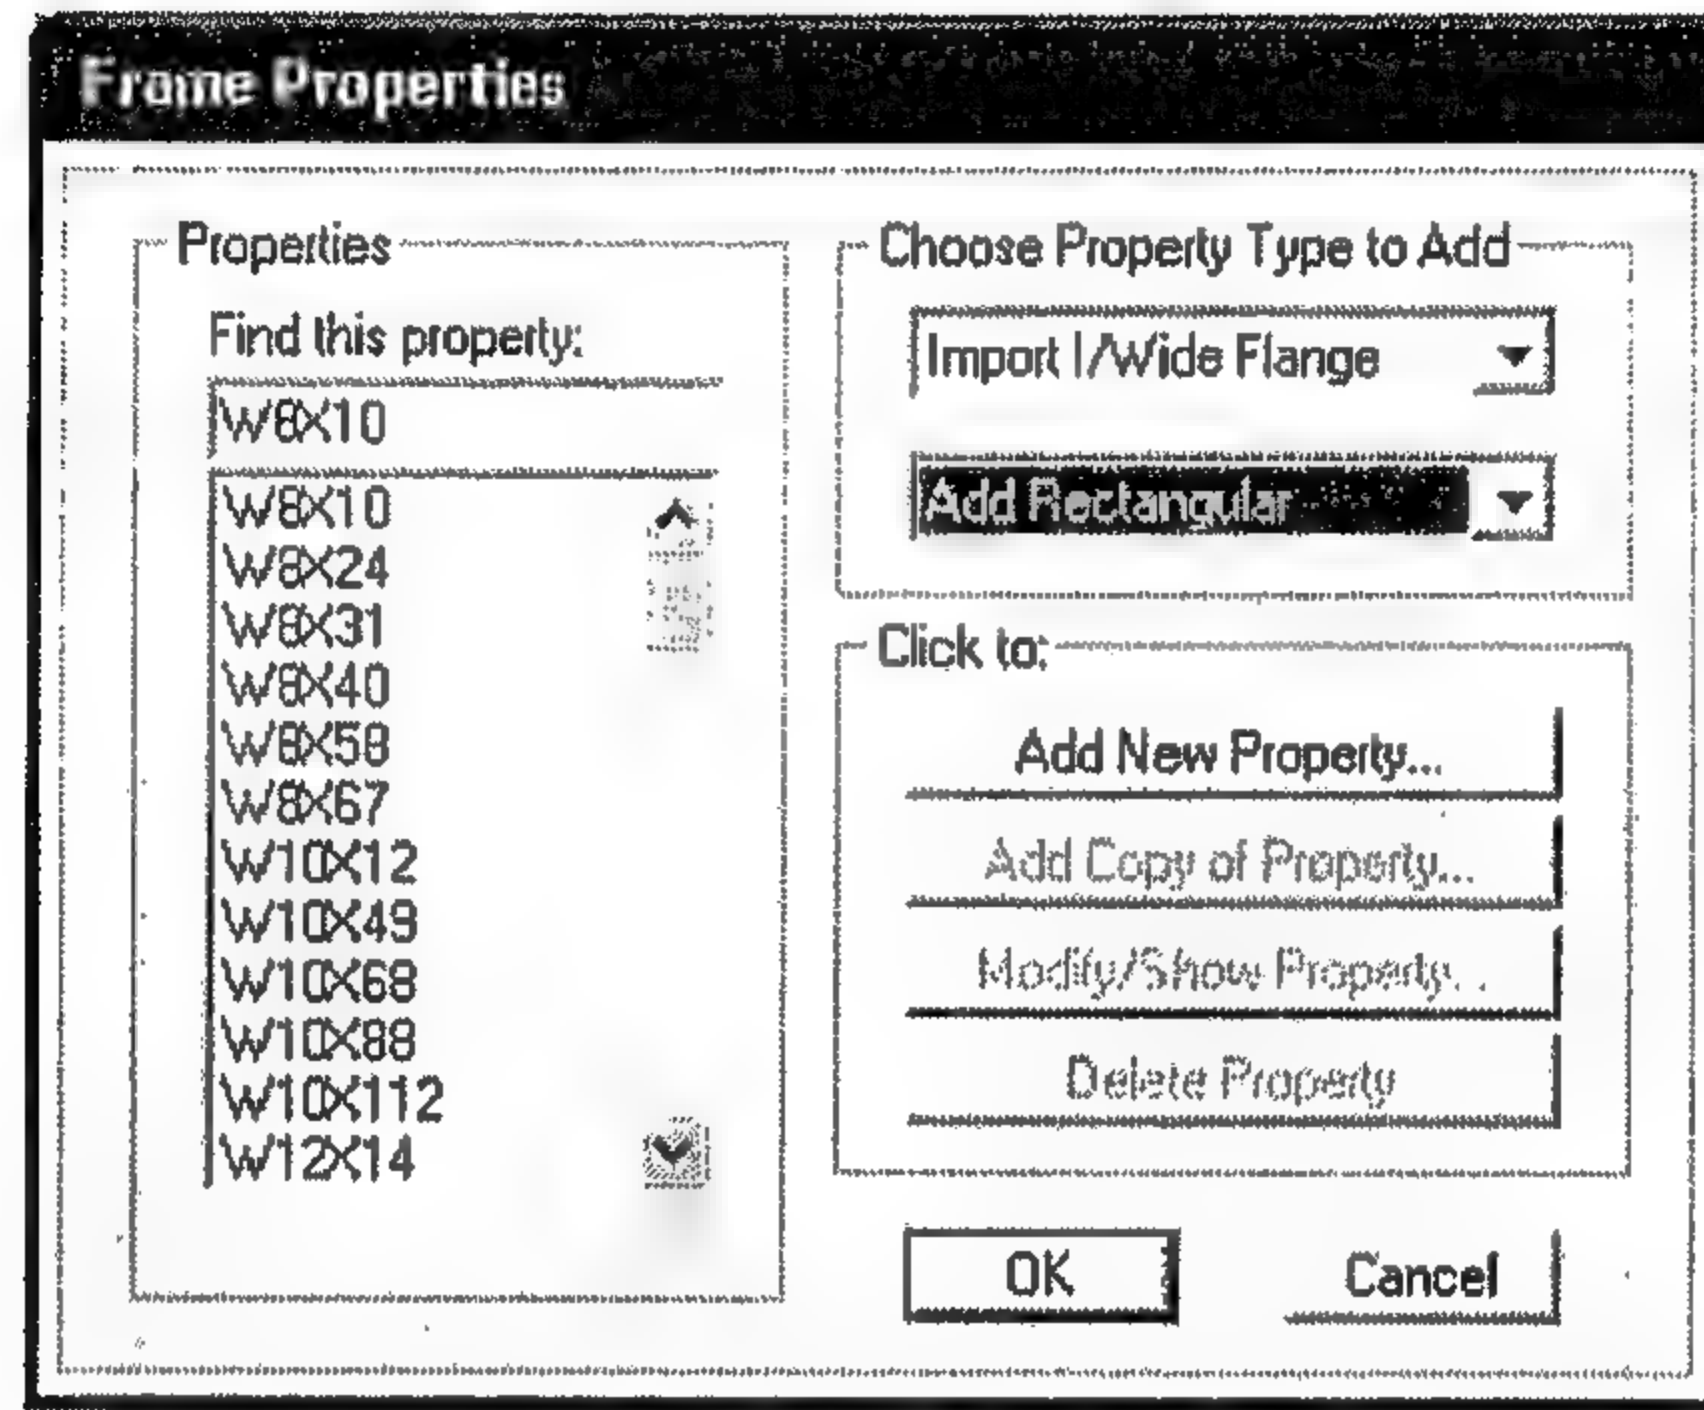 Frame Properties
Properties
Find this property:
W8X10
W8X10
W8X24
W8X31
W8X40
W8X58
W8X67
W10X12
W10X49
W10X68
W10X88
W10X112
W12X14
Choose Property Type to Add
Import I/Wide Flange
Add Rectangular
Click to:
Add New Property...
Add Copy of Property...
Modify/Show Property...
Delete Property
OK
Cancel